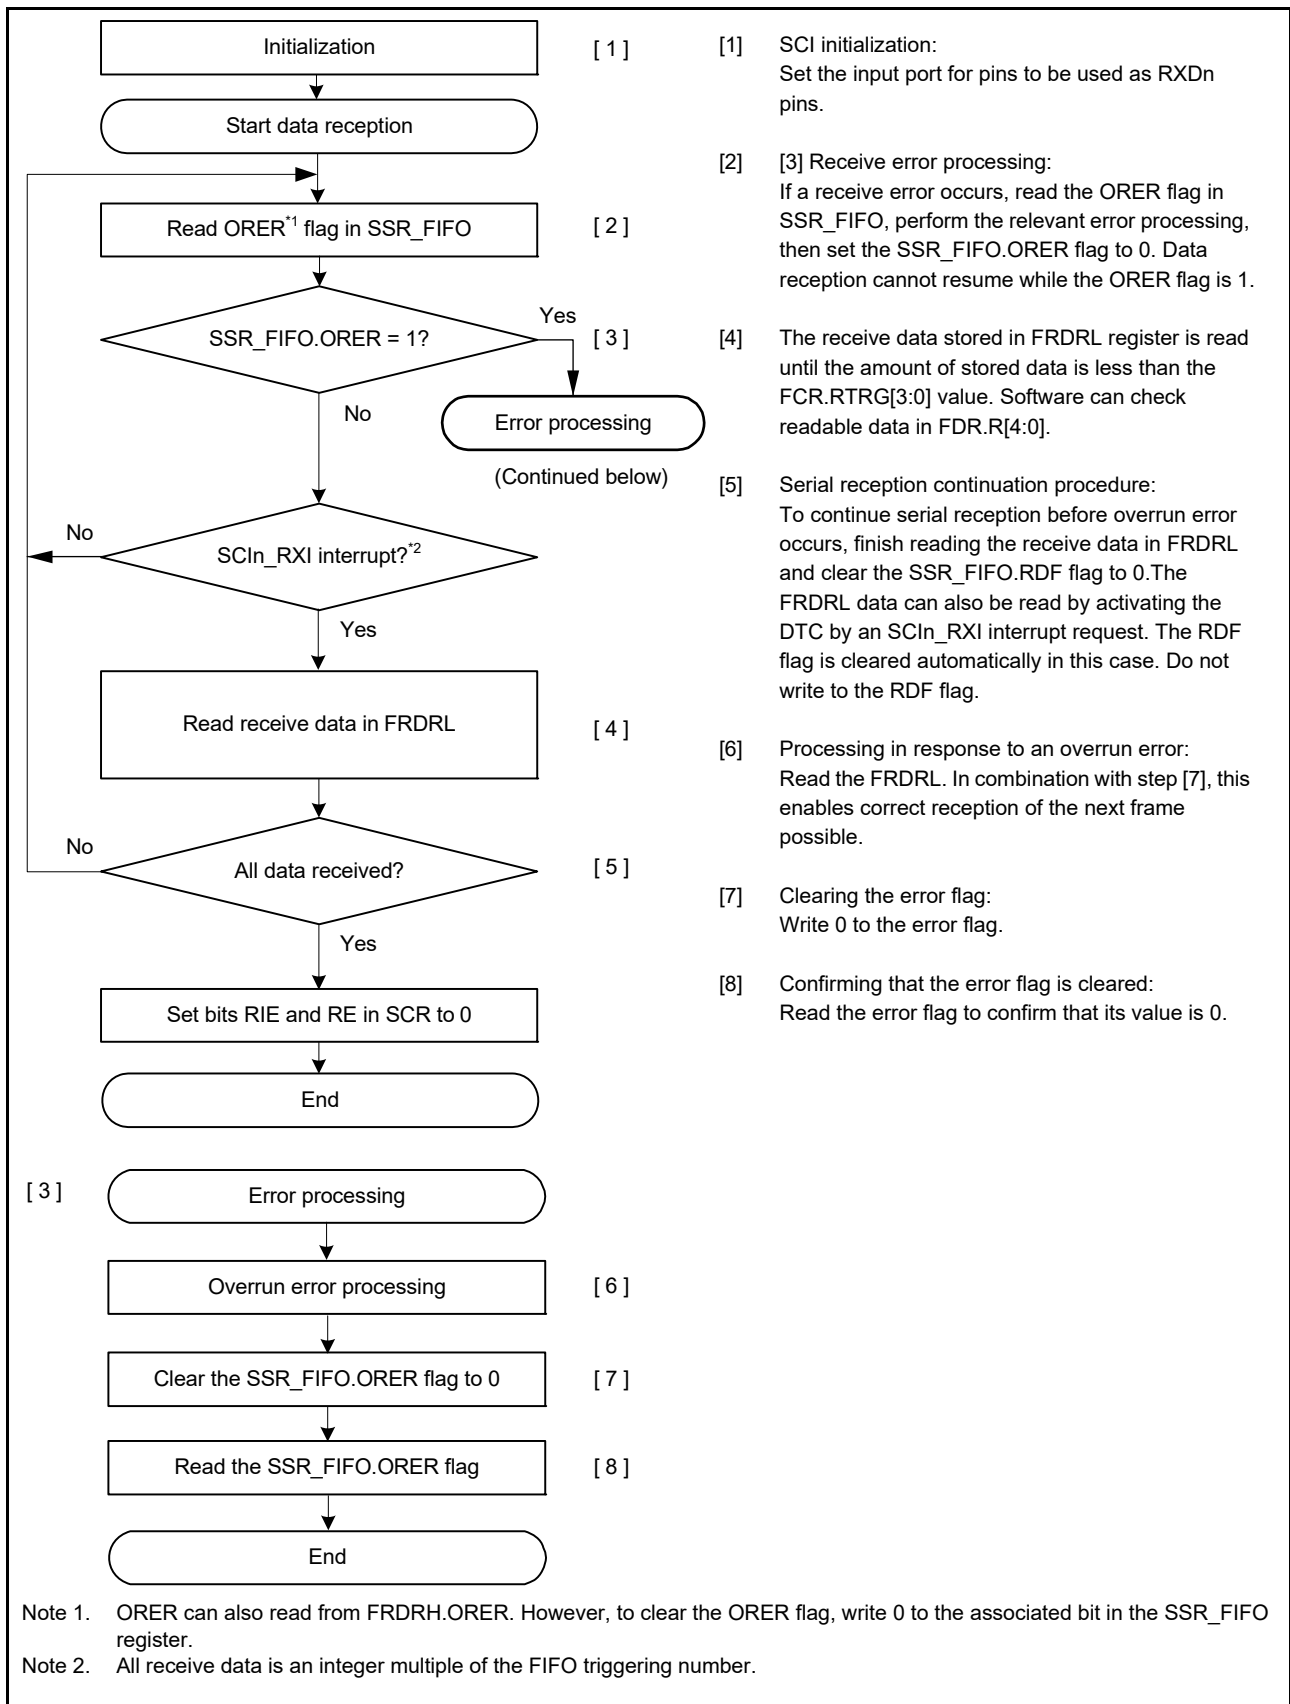 Initialization
[ 1 ]
Start data reception
Read ORER*1 flag in SSR_FIFO
[ 2 ]
SSR_FIFO.ORER = 1?
Yes
[ 3 ]
No
Error processing
(Continued below)
No
SCIn_RXI interrupt?*2
Yes
Read receive data in FRDRL
[ 4 ]
No
All data received?
[ 5 ]
Yes
Set bits RIE and RE in SCR to 0
End
[1] SCI initialization:
Set the input port for pins to be used as RXDn
pins.
[2] [3] Receive error processing:
If a receive error occurs, read the ORER flag in
SSR_FIFO, perform the relevant error processing,
then set the SSR_FIFO.ORER flag to 0. Data
reception cannot resume while the ORER flag is 1.
[4] The receive data stored in FRDRL register is read
until the amount of stored data is less than the
FCR.RTRG[3:0] value. Software can check
readable data in FDR.R[4:0].
[5] Serial reception continuation procedure:
To continue serial reception before overrun error
occurs, finish reading the receive data in FRDRL
and clear the SSR_FIFO.RDF flag to 0.The
FRDRL data can also be read by activating the
DTC by an SCIn_RXI interrupt request. The RDF
flag is cleared automatically in this case. Do not
write to the RDF flag.
[6] Processing in response to an overrun error:
Read the FRDRL. In combination with step [7], this
enables correct reception of the next frame
possible.
[7] Clearing the error flag:
Write 0 to the error flag.
[8] Confirming that the error flag is cleared:
Read the error flag to confirm that its value is 0.
[ 3 ]
Error processing
Overrun error processing
[ 6 ]
Clear the SSR_FIFO.ORER flag to 0
[ 7 ]
Read the SSR_FIFO.ORER flag
[ 8 ]
End
Note 1. ORER can also read from FRDRH.ORER. However, to clear the ORER flag, write 0 to the associated bit in the SSR_FIFO
register.
Note 2. All receive data is an integer multiple of the FIFO triggering number.